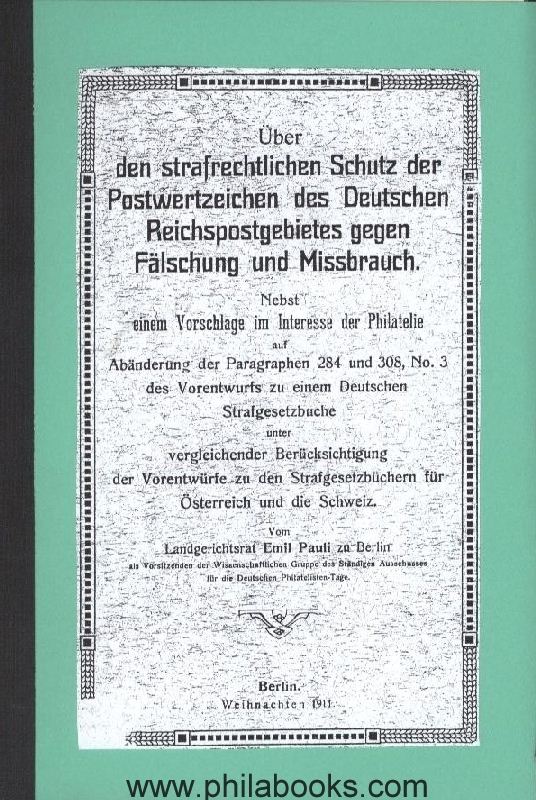 Über
den strafrechtlichen Schutz der
Postwertzeichen des Deutschen
Reichspostgebietes gegen
Fälschung und Missbrauch.
Nebst
einem Vorschlage im Interesse der Philatelie
auf
Abänderung der Paragraphen 284 und 308, No. 3
des Vorentwurfs zu einem Deutschen
Strafgesetzbuche
unter
vergleichender Berücksichtigung
der Vorentwürfe zu den Strafgesetzbüchern für
Österreich und die Schweiz.
Vom
Landgerichtsrat Emil Pauli zu Berlin
als Vorsitzenden der Wissenschaftlichen Gruppe des Ständigen Ausschusses
für die Deutschen Philatelisten-Tage.
Berlin.
Weihnachten 1911.
www.philabooks.com